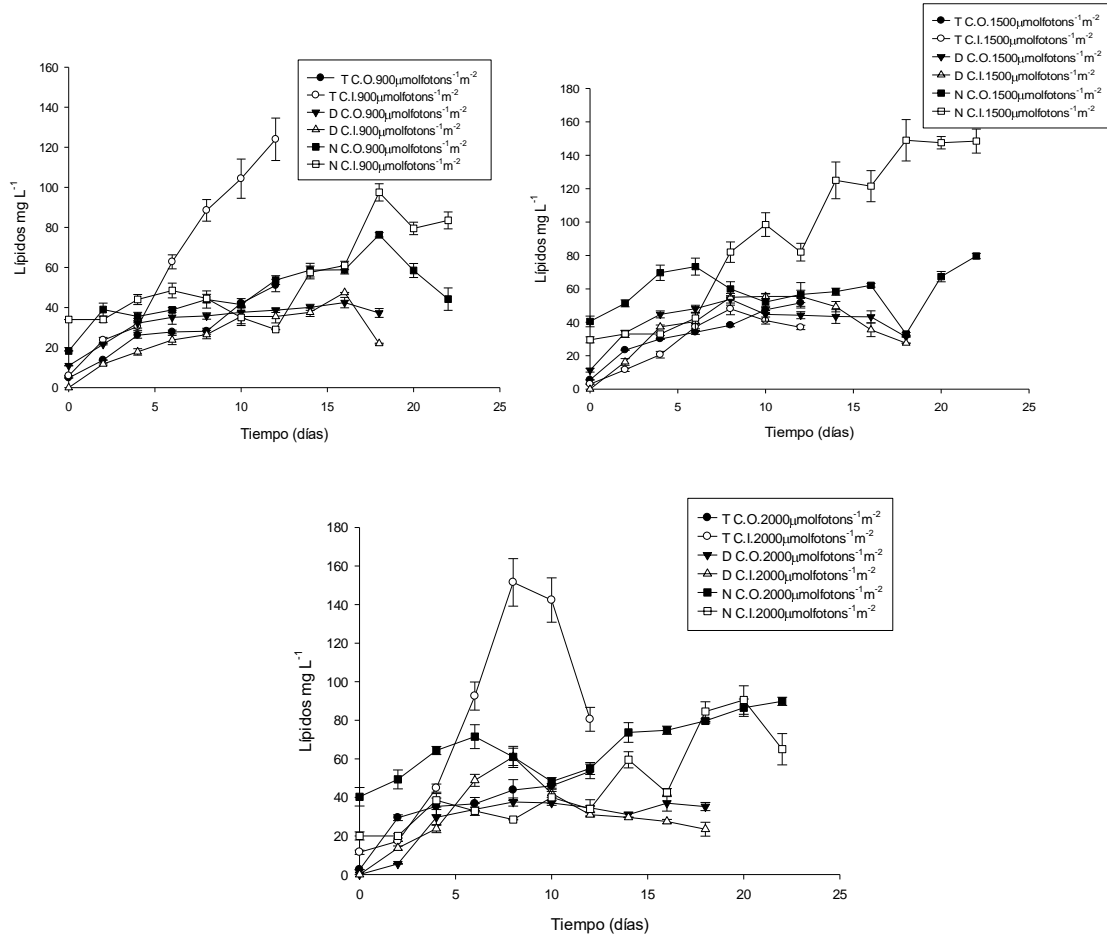 160
140
120
100
80
60
40
20
0
Lípidos mg L⁻¹
0 5 10 15 20 25
Tiempo (días)
T C.O.900μmolfotons⁻¹m⁻²
T C.I.900μmolfotons⁻¹m⁻²
D C.O.900μmolfotons⁻¹m⁻²
D C.I.900μmolfotons⁻¹m⁻²
N C.O.900μmolfotons⁻¹m⁻²
N C.I.900μmolfotons⁻¹m⁻²
180
160
140
120
100
80
60
40
20
0
Lípidos mg L⁻¹
0 5 10 15 20 25
Tiempo (días)
T C.O.1500μmolfotons⁻¹m⁻²
T C.I.1500μmolfotons⁻¹m⁻²
D C.O.1500μmolfotons⁻¹m⁻²
D C.I.1500μmolfotons⁻¹m⁻²
N C.O.1500μmolfotons⁻¹m⁻²
N C.I.1500μmolfotons⁻¹m⁻²
180
160
140
120
100
80
60
40
20
0
Lípidos mg L⁻¹
0 5 10 15 20 25
Tiempo (días)
T C.O.2000μmolfotons⁻¹m⁻²
T C.I.2000μmolfotons⁻¹m⁻²
D C.O.2000μmolfotons⁻¹m⁻²
D C.I.2000μmolfotons⁻¹m⁻²
N C.O.2000μmolfotons⁻¹m⁻²
N C.I.2000μmolfotons⁻¹m⁻²